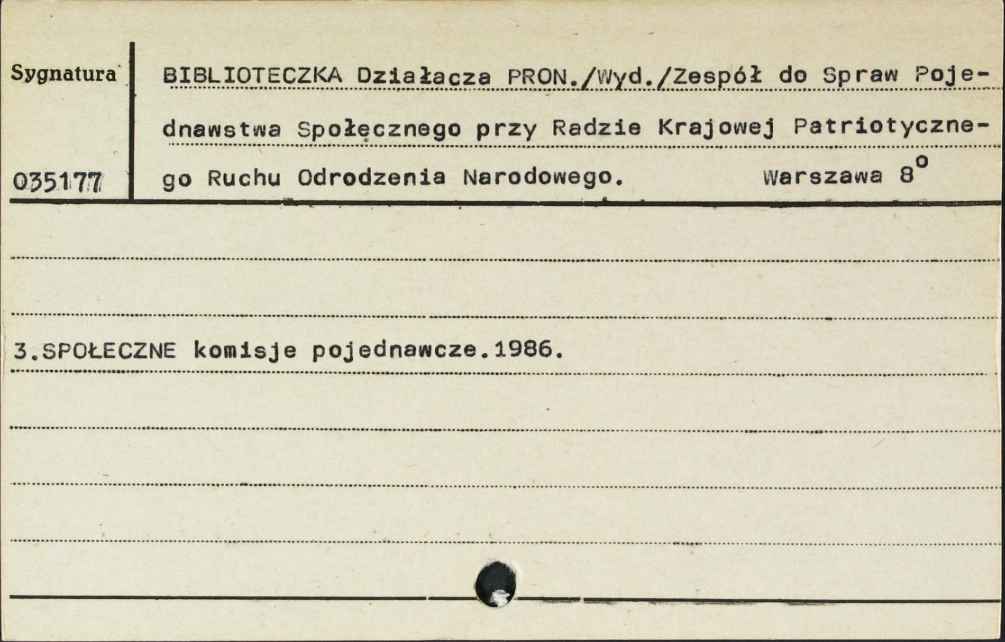 Sygnatura
BIBLIOTECZKA Działacza PRON./Wyd./Zespół do Spraw Poje-
dnawstwa Społęcznego przy Radzie Krajowej Patriotyczne-
035177
go Ruchu Odrodzenia Narodowego. Warszawa 8°
3.SPOŁECZNE komisje pojednawcze.1986.